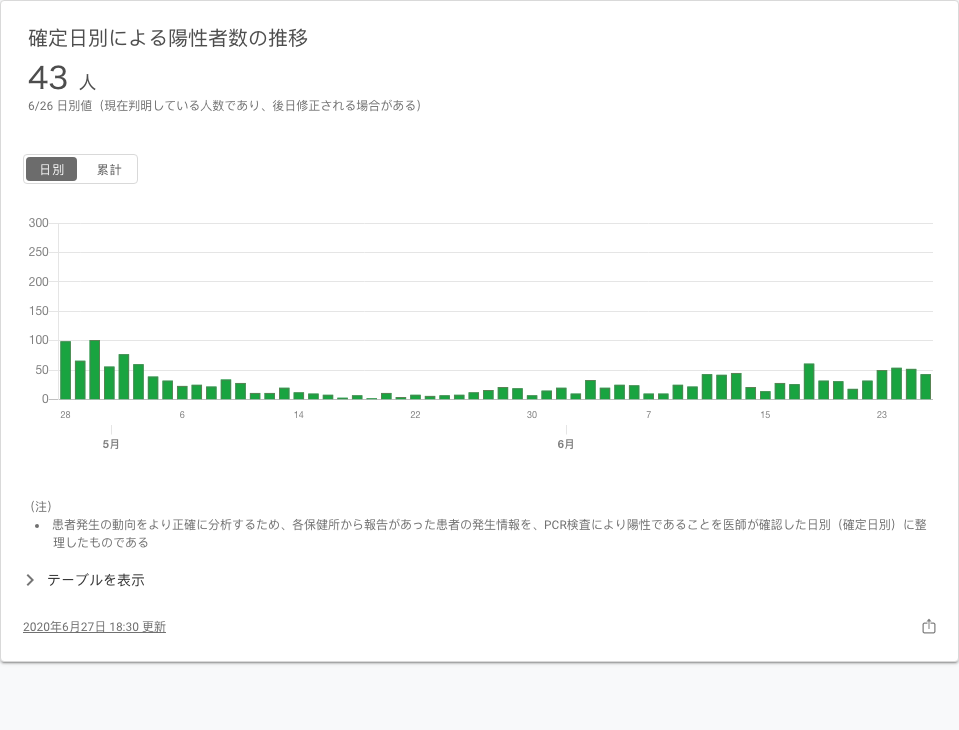 確定日別による陽性者数の推移
43 人
6/26 日別値（現在判明している人数であり、後日修正される場合がある）
日別 累計
300
250
200
150
100
50
0
28 6 14 22 30 7 15 23
5月 6月
（注）
• 患者発生の動向をより正確に分析するため、各保健所から報告があった患者の発生情報を、PCR検査により陽性であることを医師が確認した日別（確定日別）に整
理したものである
テーブルを表示
2020年6月27日 18:30 更新